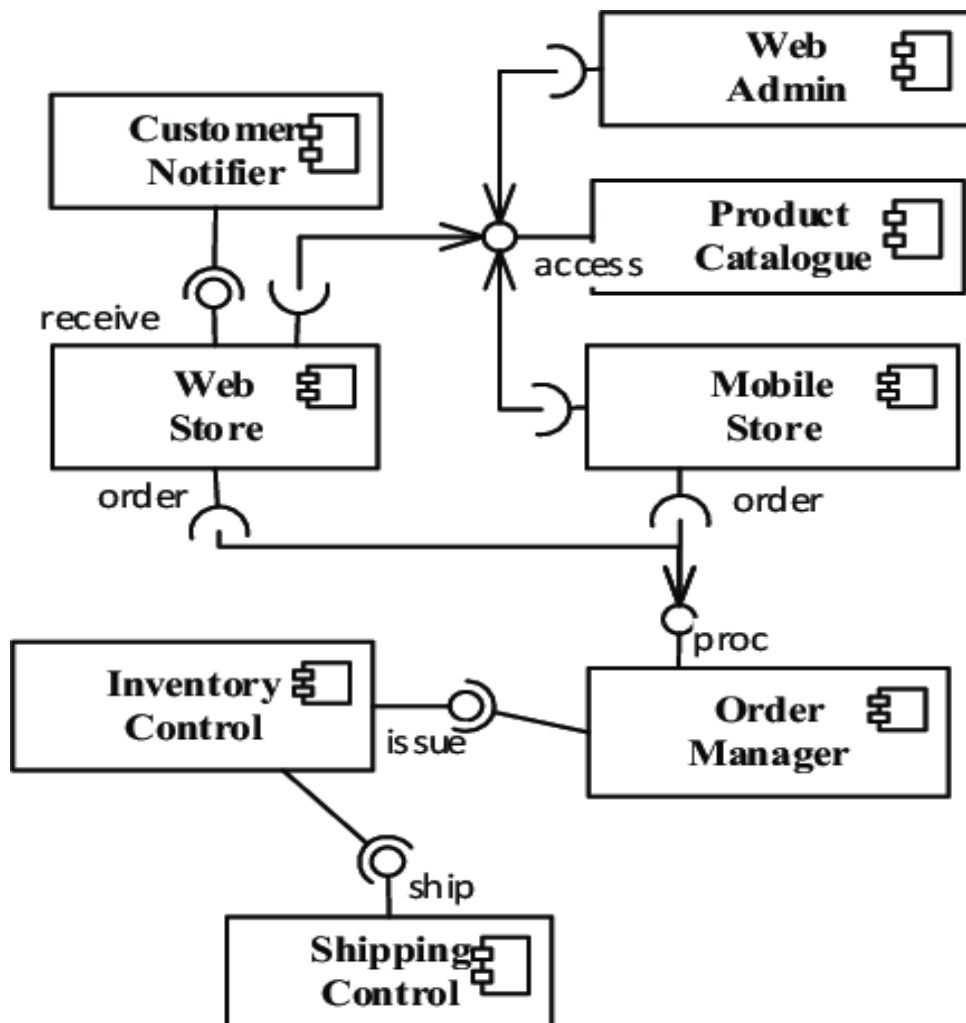 Web
Admin
Customer
Notifier
Product
Catalogue
access
receive
Web
Store
Mobile
Store
order
order
proc
Inventory
Control
issue
Order
Manager
ship
Shipping
Control